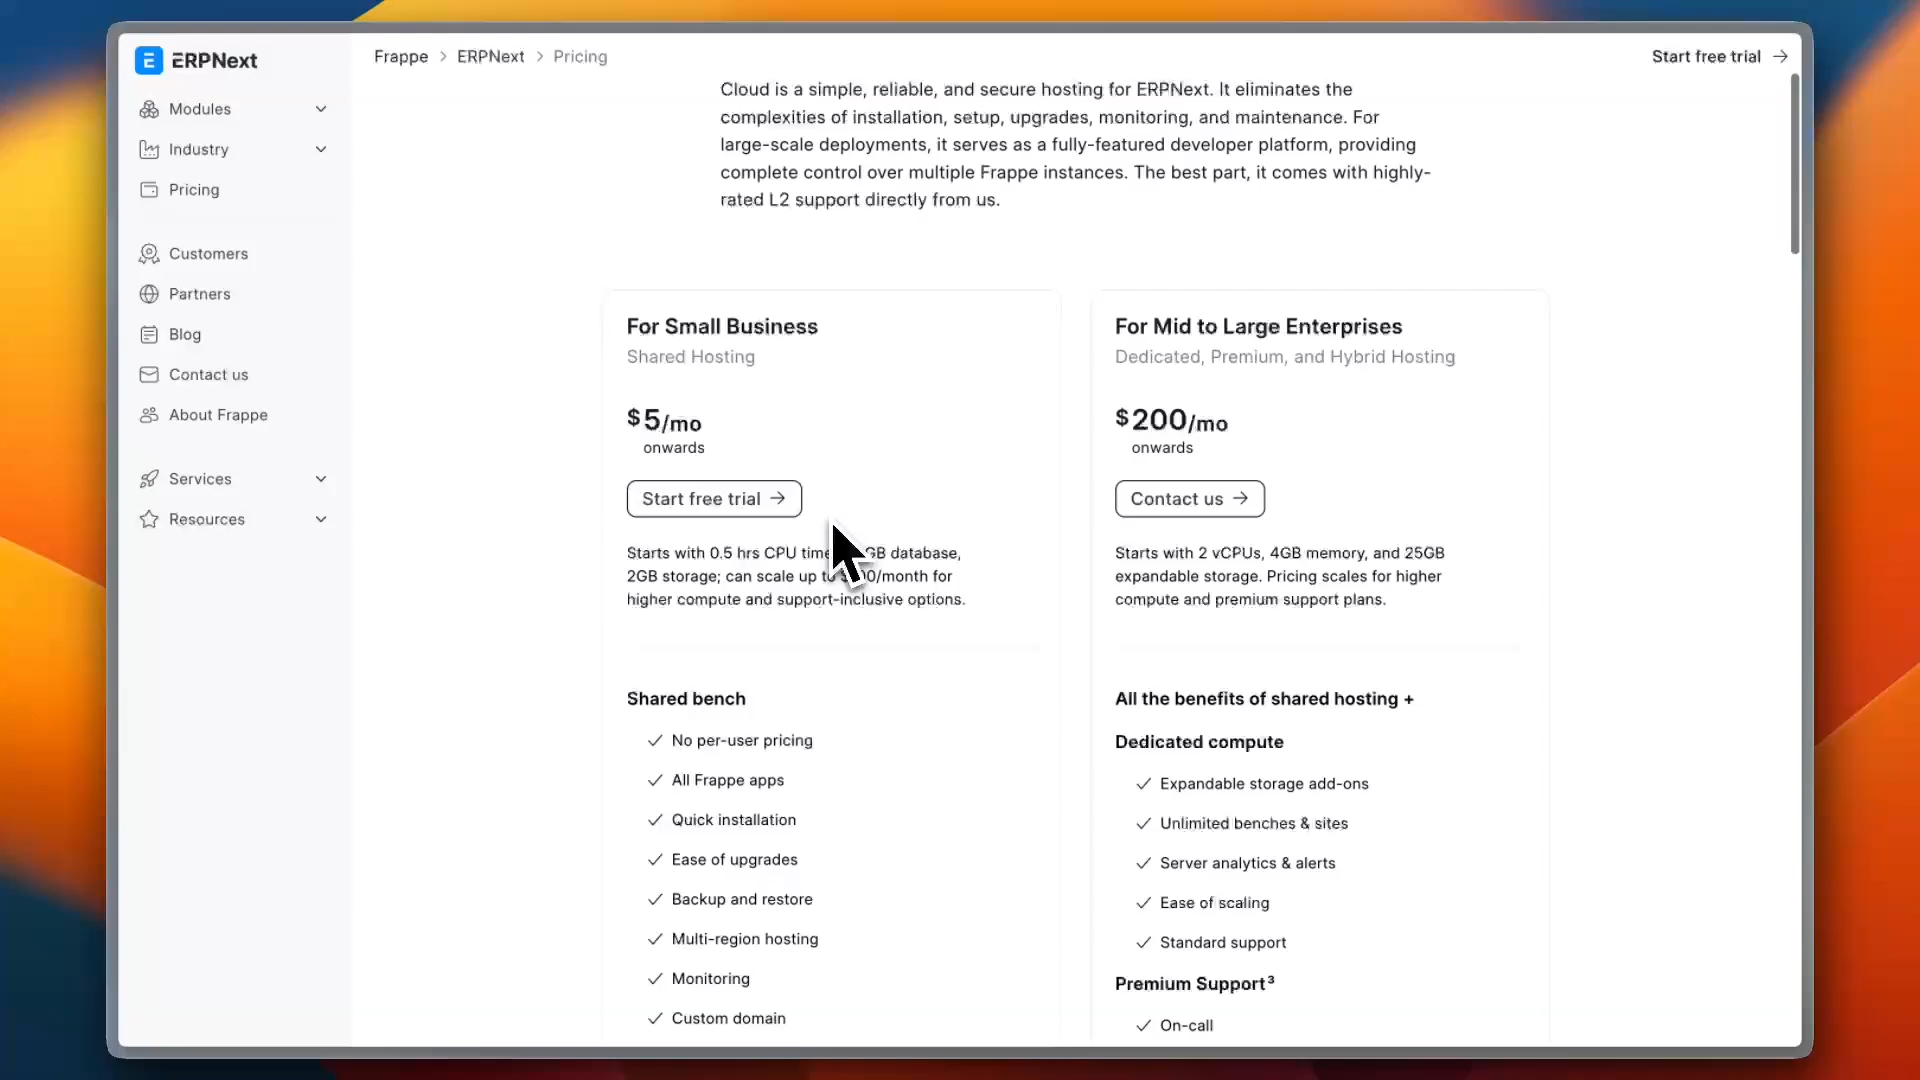 ERPNext
Modules
Industry
Pricing
Customers
Partners
Blog
Contact us
About Frappe
Services
Resources
Frappe > ERPNext > Pricing
Start free trial →
Cloud is a simple, reliable, and secure hosting for ERPNext. It eliminates the
complexities of installation, setup, upgrades, monitoring, and maintenance. For
large-scale deployments, it serves as a fully-featured developer platform, providing
complete control over multiple Frappe instances. The best part, it comes with highly-
rated L2 support directly from us.
For Small Business
Shared Hosting
$5/mo
onwards
Start free trial →
Starts with 0.5 hrs CPU time GB database,
2GB storage; can scale up to 00/month for
higher compute and support-inclusive options.
Shared bench
✓ No per-user pricing
✓ All Frappe apps
✓ Quick installation
✓ Ease of upgrades
✓ Backup and restore
✓ Multi-region hosting
✓ Monitoring
✓ Custom domain
For Mid to Large Enterprises
Dedicated, Premium, and Hybrid Hosting
$200/mo
onwards
Contact us →
Starts with 2 vCPUs, 4GB memory, and 25GB
expandable storage. Pricing scales for higher
compute and premium support plans.
All the benefits of shared hosting +
Dedicated compute
✓ Expandable storage add-ons
✓ Unlimited benches & sites
✓ Server analytics & alerts
✓ Ease of scaling
✓ Standard support
Premium Support³
✓ On-call